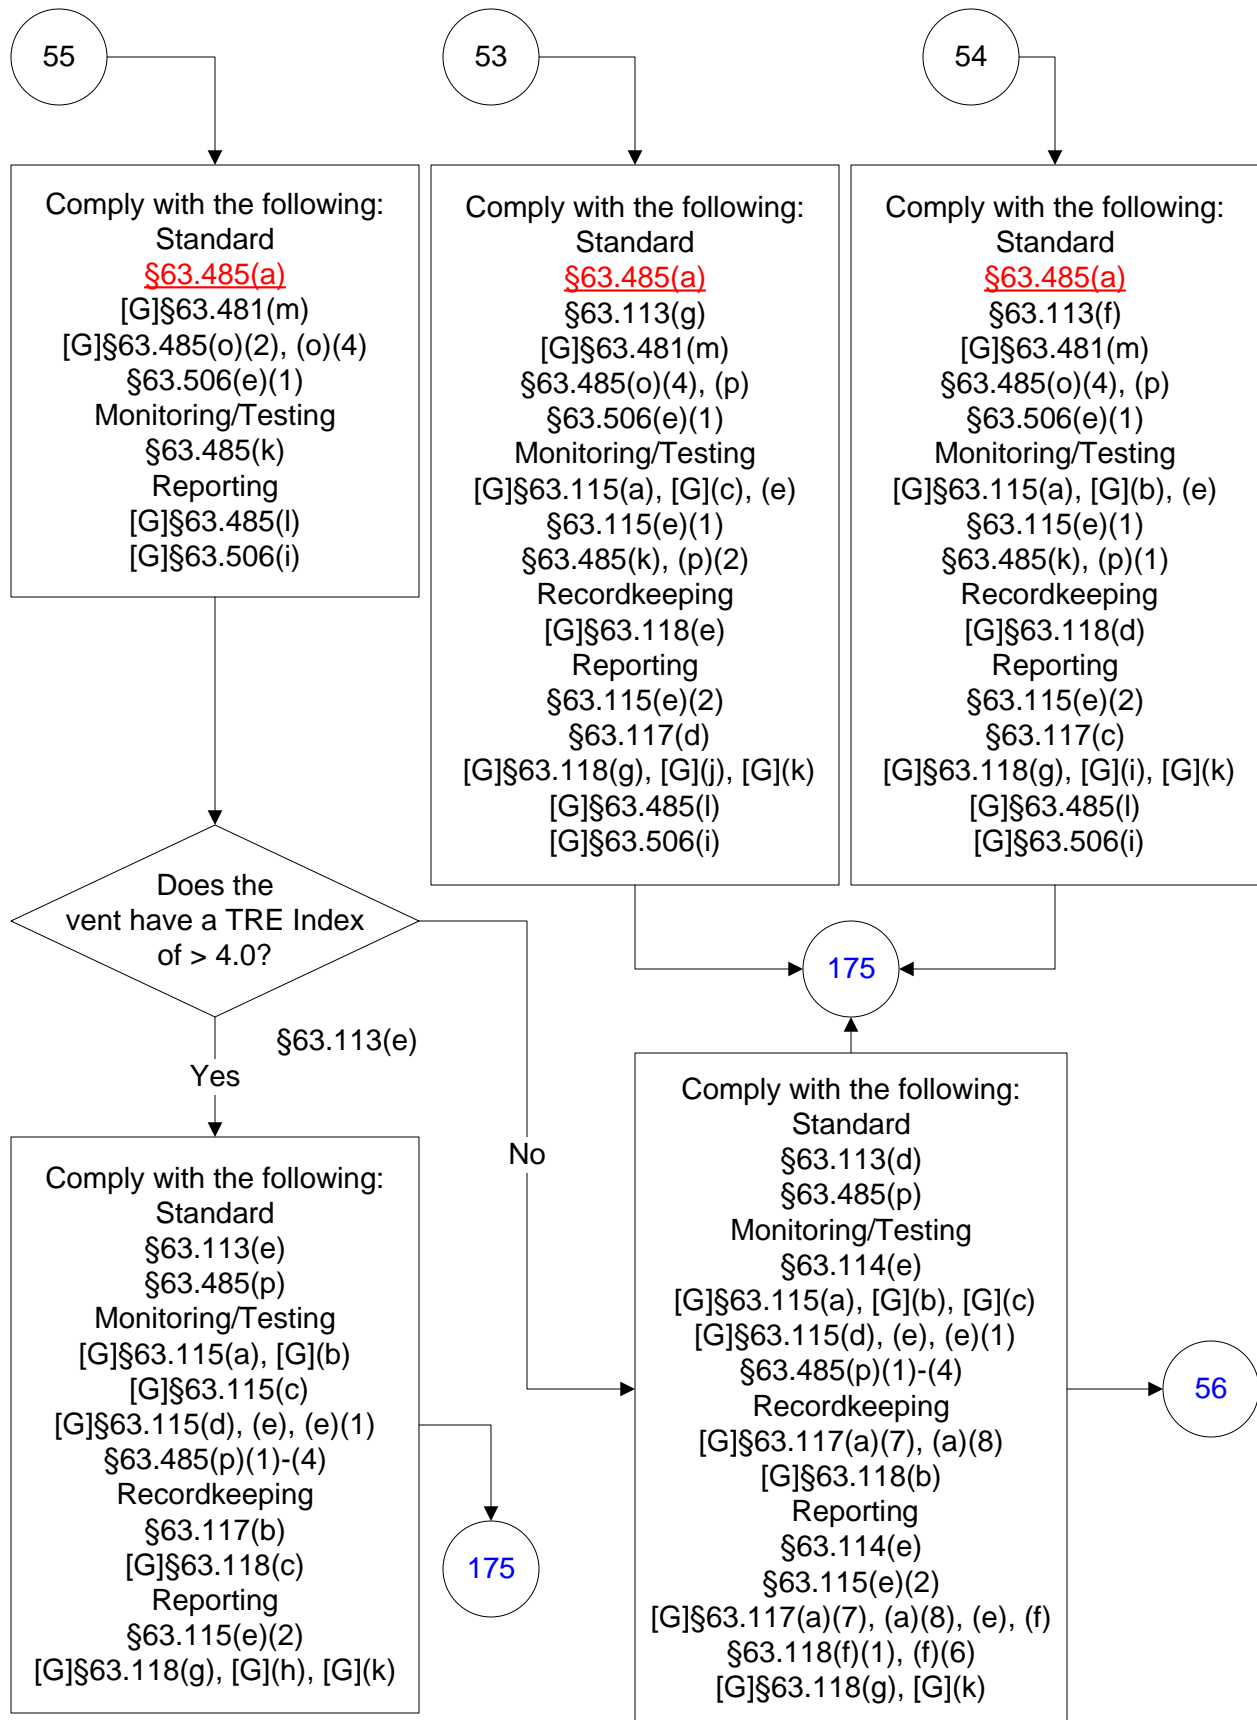 55
53
54
Comply with the following:
Standard
§63.485(a)
[G]§63.481(m)
[G]§63.485(o)(2), (o)(4)
§63.506(e)(1)
Monitoring/Testing
§63.485(k)
Reporting
[G]§63.485(l)
[G]§63.506(i)
Comply with the following:
Standard
§63.485(a)
§63.113(g)
[G]§63.481(m)
§63.485(o)(4), (p)
§63.506(e)(1)
Monitoring/Testing
[G]§63.115(a), [G](c), (e)
§63.115(e)(1)
§63.485(k), (p)(2)
Recordkeeping
[G]§63.118(e)
Reporting
§63.115(e)(2)
§63.117(d)
[G]§63.118(g), [G](j), [G](k)
[G]§63.485(l)
[G]§63.506(i)
Comply with the following:
Standard
§63.485(a)
§63.113(f)
[G]§63.481(m)
§63.485(o)(4), (p)
§63.506(e)(1)
Monitoring/Testing
[G]§63.115(a), [G](b), (e)
§63.115(e)(1)
§63.485(k), (p)(1)
Recordkeeping
[G]§63.118(d)
Reporting
§63.115(e)(2)
§63.117(c)
[G]§63.118(g), [G](i), [G](k)
[G]§63.485(l)
[G]§63.506(i)
Does the
vent have a TRE Index
of > 4.0?
175
§63.113(e)
Yes
No
Comply with the following:
Standard
§63.113(e)
§63.485(p)
Monitoring/Testing
[G]§63.115(a), [G](b)
[G]§63.115(c)
[G]§63.115(d), (e), (e)(1)
§63.485(p)(1)-(4)
Recordkeeping
§63.117(b)
[G]§63.118(c)
Reporting
§63.115(e)(2)
[G]§63.118(g), [G](h), [G](k)
175
Comply with the following:
Standard
§63.113(d)
§63.485(p)
Monitoring/Testing
§63.114(e)
[G]§63.115(a), [G](b), [G](c)
[G]§63.115(d), (e), (e)(1)
§63.485(p)(1)-(4)
Recordkeeping
[G]§63.117(a)(7), (a)(8)
[G]§63.118(b)
Reporting
§63.114(e)
§63.115(e)(2)
[G]§63.117(a)(7), (a)(8), (e), (f)
§63.118(f)(1), (f)(6)
[G]§63.118(g), [G](k)
56